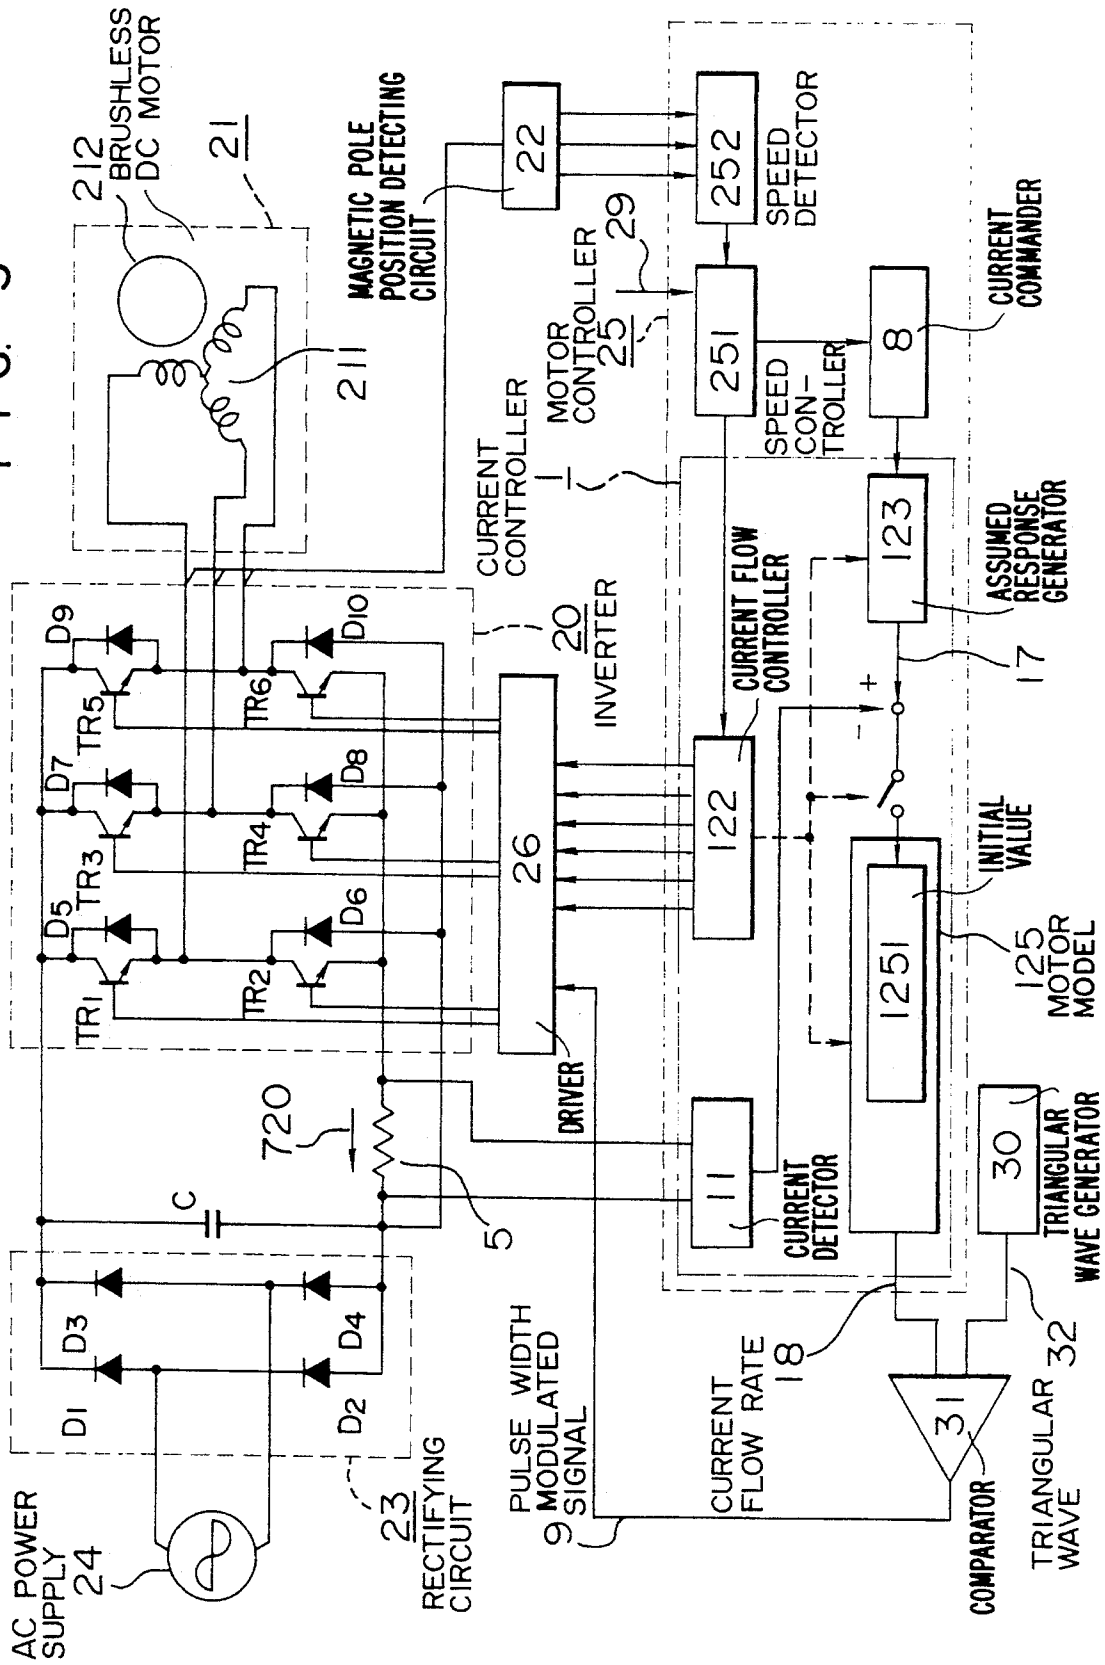 AC POWER
SUPPLY
24
D1
D3
D2
D4
23
RECTIFYING
CIRCUIT
C
720
5
TR1
D5
TR3
D7
TR5
D9
TR2
D6
TR4
D8
TR6
D10
20
INVERTER
212
BRUSHLESS
DC MOTOR
21
211
MAGNETIC POLE
POSITION DETECTING
CIRCUIT
22
DRIVER
26
CURRENT
CONTROLLER
1
MOTOR
CONTROLLER
25
29
252
SPEED
DETECTOR
251
SPEED
CON-
TROLLER
8
CURRENT
COMMANDER
CURRENT FLOW
CONTROLLER
122
123
ASSUMED
RESPONSE
GENERATOR
17
+
−
11
CURRENT
DETECTOR
1251
INITIAL
VALUE
125
MOTOR
MODEL
30
TRIANGULAR
WAVE GENERATOR
PULSE WIDTH
MODULATED
SIGNAL
9
CURRENT
FLOW RATE
18
31
COMPARATOR
32
TRIANGULAR
WAVE